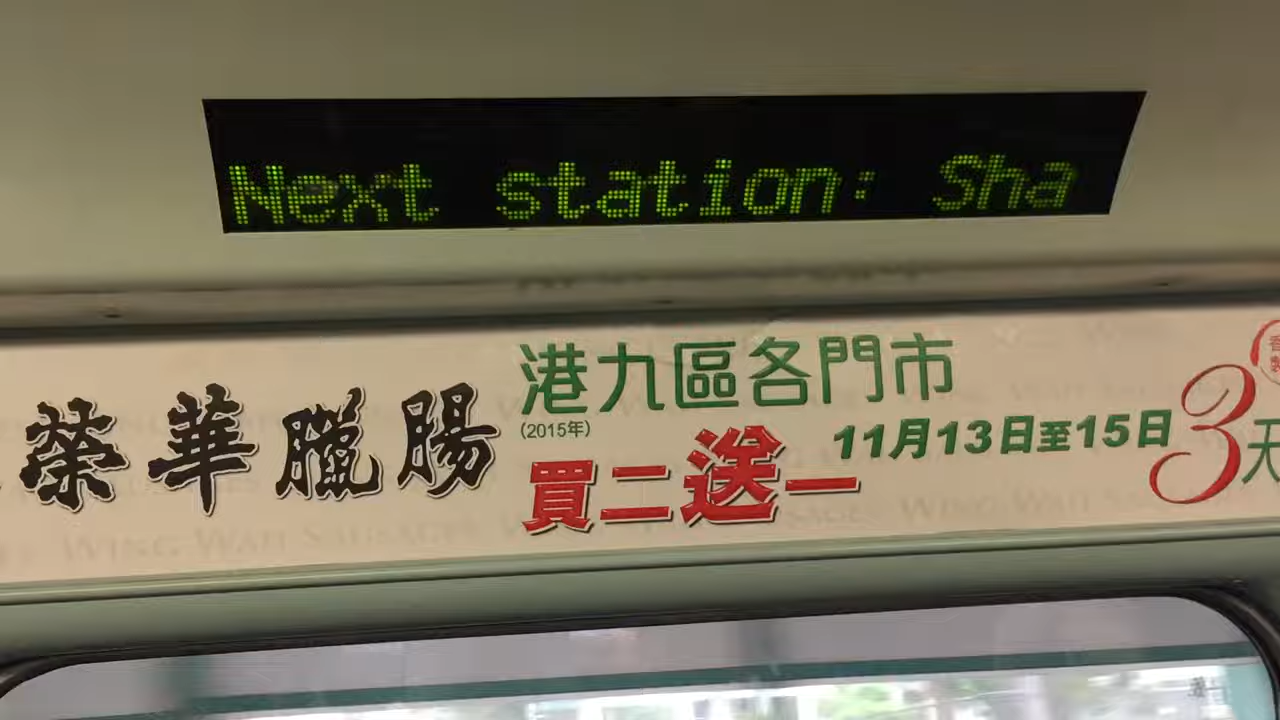 Next station: Sha
榮華臘腸
港九區各門市
(2015年)
買二送一
11月13日至15日
3天